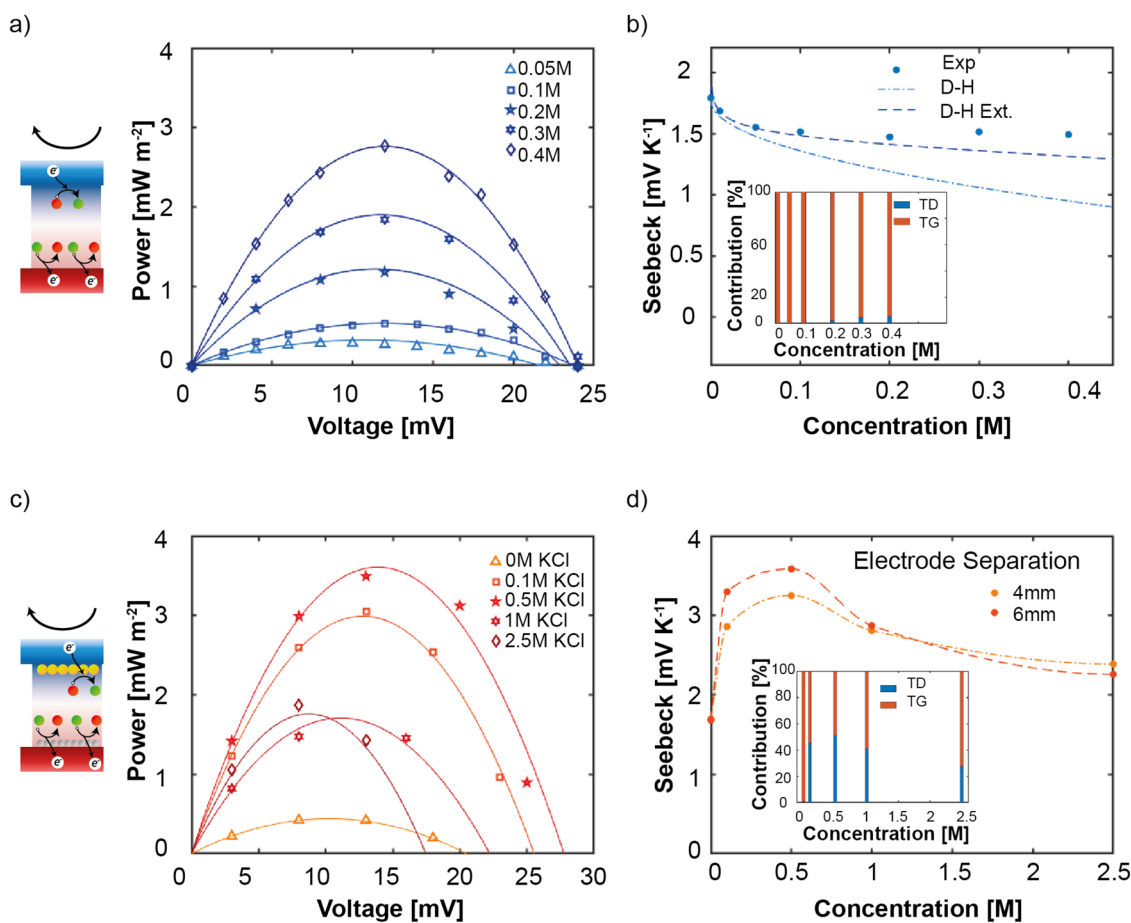 a)
4
3
2
1
0
Power [mW m-2]
0.05M
0.1M
0.2M
0.3M
0.4M
0 5 10 15 20 25
Voltage [mV]
e-
e- e-
b)
2
1.5
1
0.5
0
Seebeck [mV K-1]
Exp
D-H
D-H Ext.
100
60
40
20
0
Contribution [%]
TD
TG
0 0.1 0.2 0.3 0.4
Concentration [M]
0 0.1 0.2 0.3 0.4
Concentration [M]
c)
4
3
2
1
0
Power [mW m-2]
0M KCl
0.1M KCl
0.5M KCl
1M KCl
2.5M KCl
0 5 10 15 20 25 30
Voltage [mV]
e-
e- e-
d)
4
3
2
1
0
Seebeck [mV K-1]
Electrode Separation
4mm
6mm
100
80
60
40
20
0
Contribution [%]
TD
TG
0 0.5 1 1.5 2 2.5
Concentration [M]
0 0.5 1.0 1.5 2.0 2.5
Concentration [M]